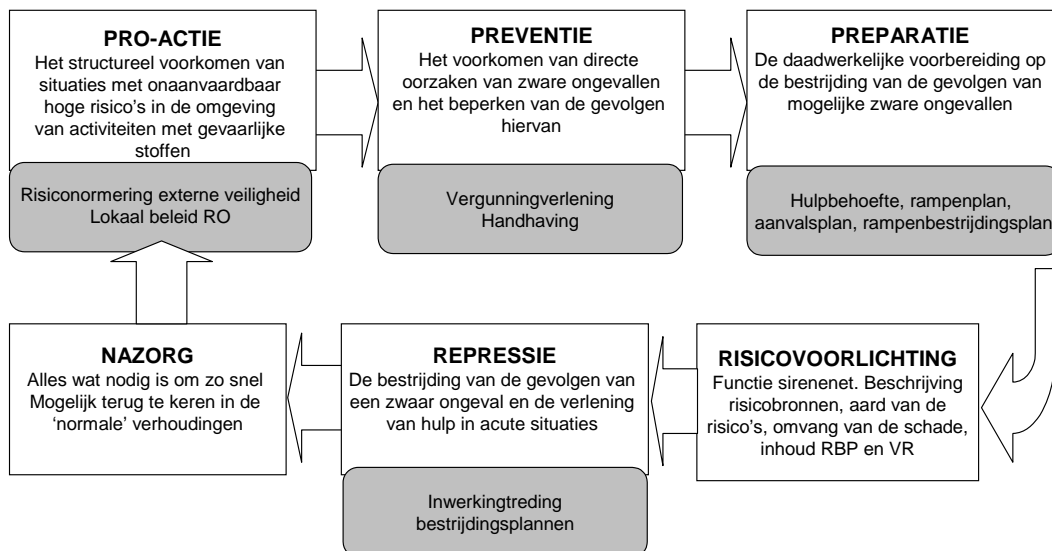 PRO-ACTIE
Het structureel voorkomen van
situaties met onaanvaardbaar
hoge risico's in de omgeving
van activiteiten met gevaarlijke
stoffen
Risiconormering externe veiligheid
Lokaal beleid RO
PREVENTIE
Het voorkomen van directe
oorzaken van zware ongevallen
en het beperken van de gevolgen
hiervan
Vergunningverlening
Handhaving
PREPARATIE
De daadwerkelijke voorbereiding op
de bestrijding van de gevolgen van
mogelijke zware ongevallen
Hulpbehoefte, rampenplan,
aanvalsplan, rampenbestrijdingsplan
RISICOVOORLICHTING
Functie sirenenet. Beschrijving
risicobronnen, aard van de
risico's, omvang van de schade,
inhoud RBP en VR
REPRESSIE
De bestrijding van de gevolgen van
een zwaar ongeval en de verlening
van hulp in acute situaties
Inwerkingtreding
bestrijdingsplannen
NAZORG
Alles wat nodig is om zo snel
Mogelijk terug te keren in de
‘normale’ verhoudingen